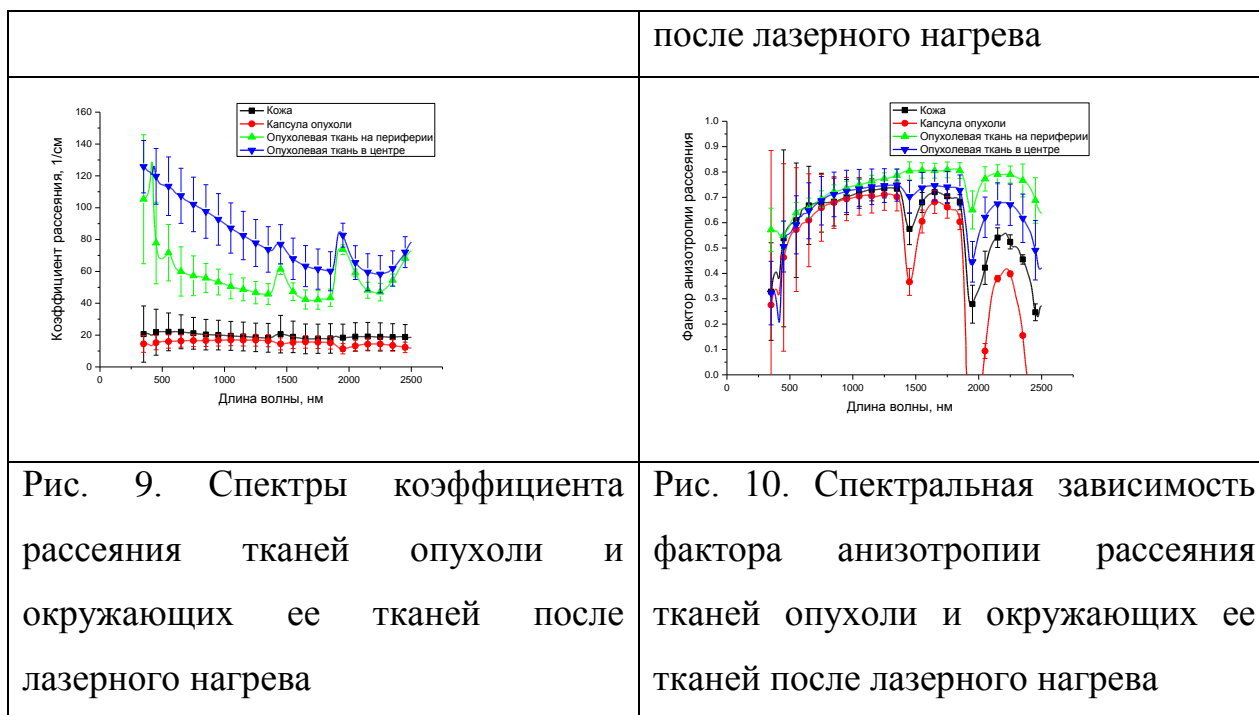 после лазерного нагрева
Кожа
Капсула опухоли
Опухолевая ткань на периферии
Опухолевая ткань в центре
160
140
120
100
80
60
40
20
0
Коэффициент рассеяния, 1/см
0 500 1000 1500 2000 2500
Длина волны, нм
Кожа
Капсула опухоли
Опухолевая ткань на периферии
Опухолевая ткань в центре
1.0
0.9
0.8
0.7
0.6
0.5
0.4
0.3
0.2
0.1
0.0
Фактор анизотропии рассеяния
0 500 1000 1500 2000 2500
Длина волны, нм
Рис. 9. Спектры коэффициента
рассеяния тканей опухоли и
окружающих ее тканей после
лазерного нагрева
Рис. 10. Спектральная зависимость
фактора анизотропии рассеяния
тканей опухоли и окружающих ее
тканей после лазерного нагрева